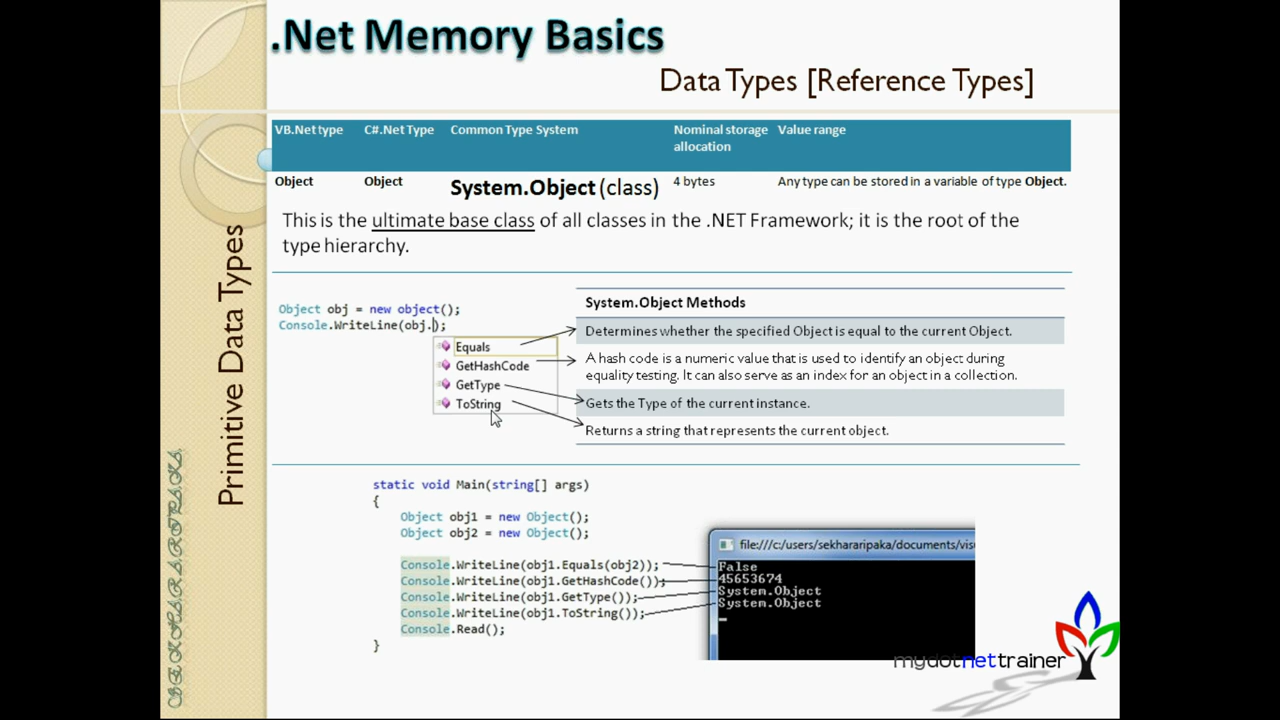 .Net Memory Basics
Data Types [Reference Types]
Primitive Data Types
VB.Net type C#.Net Type Common Type System Nominal storage allocation Value range
Object Object System.Object (class) 4 bytes Any type can be stored in a variable of type Object.
This is the ultimate base class of all classes in the .NET Framework; it is the root of the
type hierarchy.
Object obj = new object();
Console.WriteLine(obj.);
Equals
GetHashCode
GetType
ToString
System.Object Methods
Determines whether the specified Object is equal to the current Object.
A hash code is a numeric value that is used to identify an object during
equality testing. It can also serve as an index for an object in a collection.
Gets the Type of the current instance.
Returns a string that represents the current object.
static void Main(string[] args)
{
Object obj1 = new Object();
Object obj2 = new Object();
Console.WriteLine(obj1.Equals(obj2));
Console.WriteLine(obj1.GetHashCode());
Console.WriteLine(obj1.GetType());
Console.WriteLine(obj1.ToString());
Console.Read();
}
file:///c:/users/sekhararipaka/documents/visu
False
45653674
System.Object
System.Object
mydotnettrainer